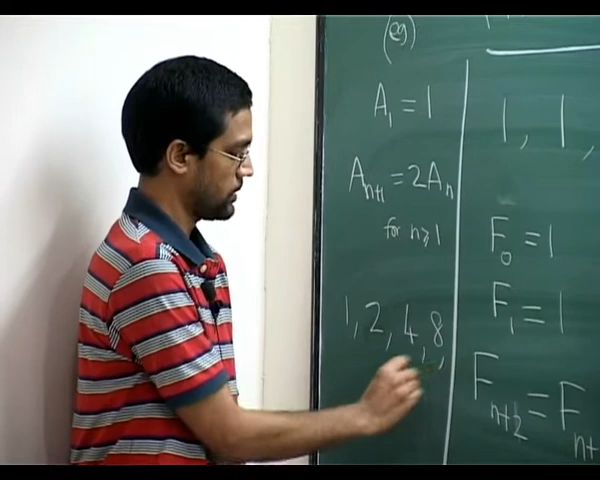 (eg)
A₁ = 1
Aₙ₊₁ = 2Aₙ
for n ≥ 1
1, 2, 4, 8,
1, 1,
F₀ = 1
F₁ = 1
Fₙ₊₂ = Fₙ₊